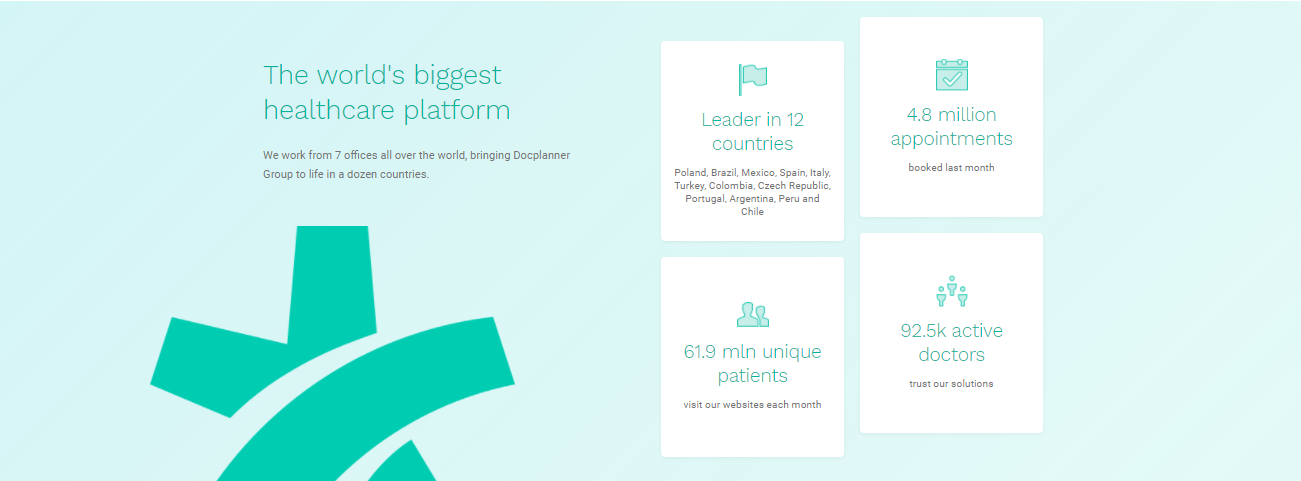 The world's biggest
healthcare platform
We work from 7 offices all over the world, bringing Docplanner
Group to life in a dozen countries.
Leader in 12
countries
Poland, Brazil, Mexico, Spain, Italy,
Turkey, Colombia, Czech Republic,
Portugal, Argentina, Peru and
Chile
4.8 million
appointments
booked last month
61.9 mln unique
patients
visit our websites each month
92.5k active
doctors
trust our solutions